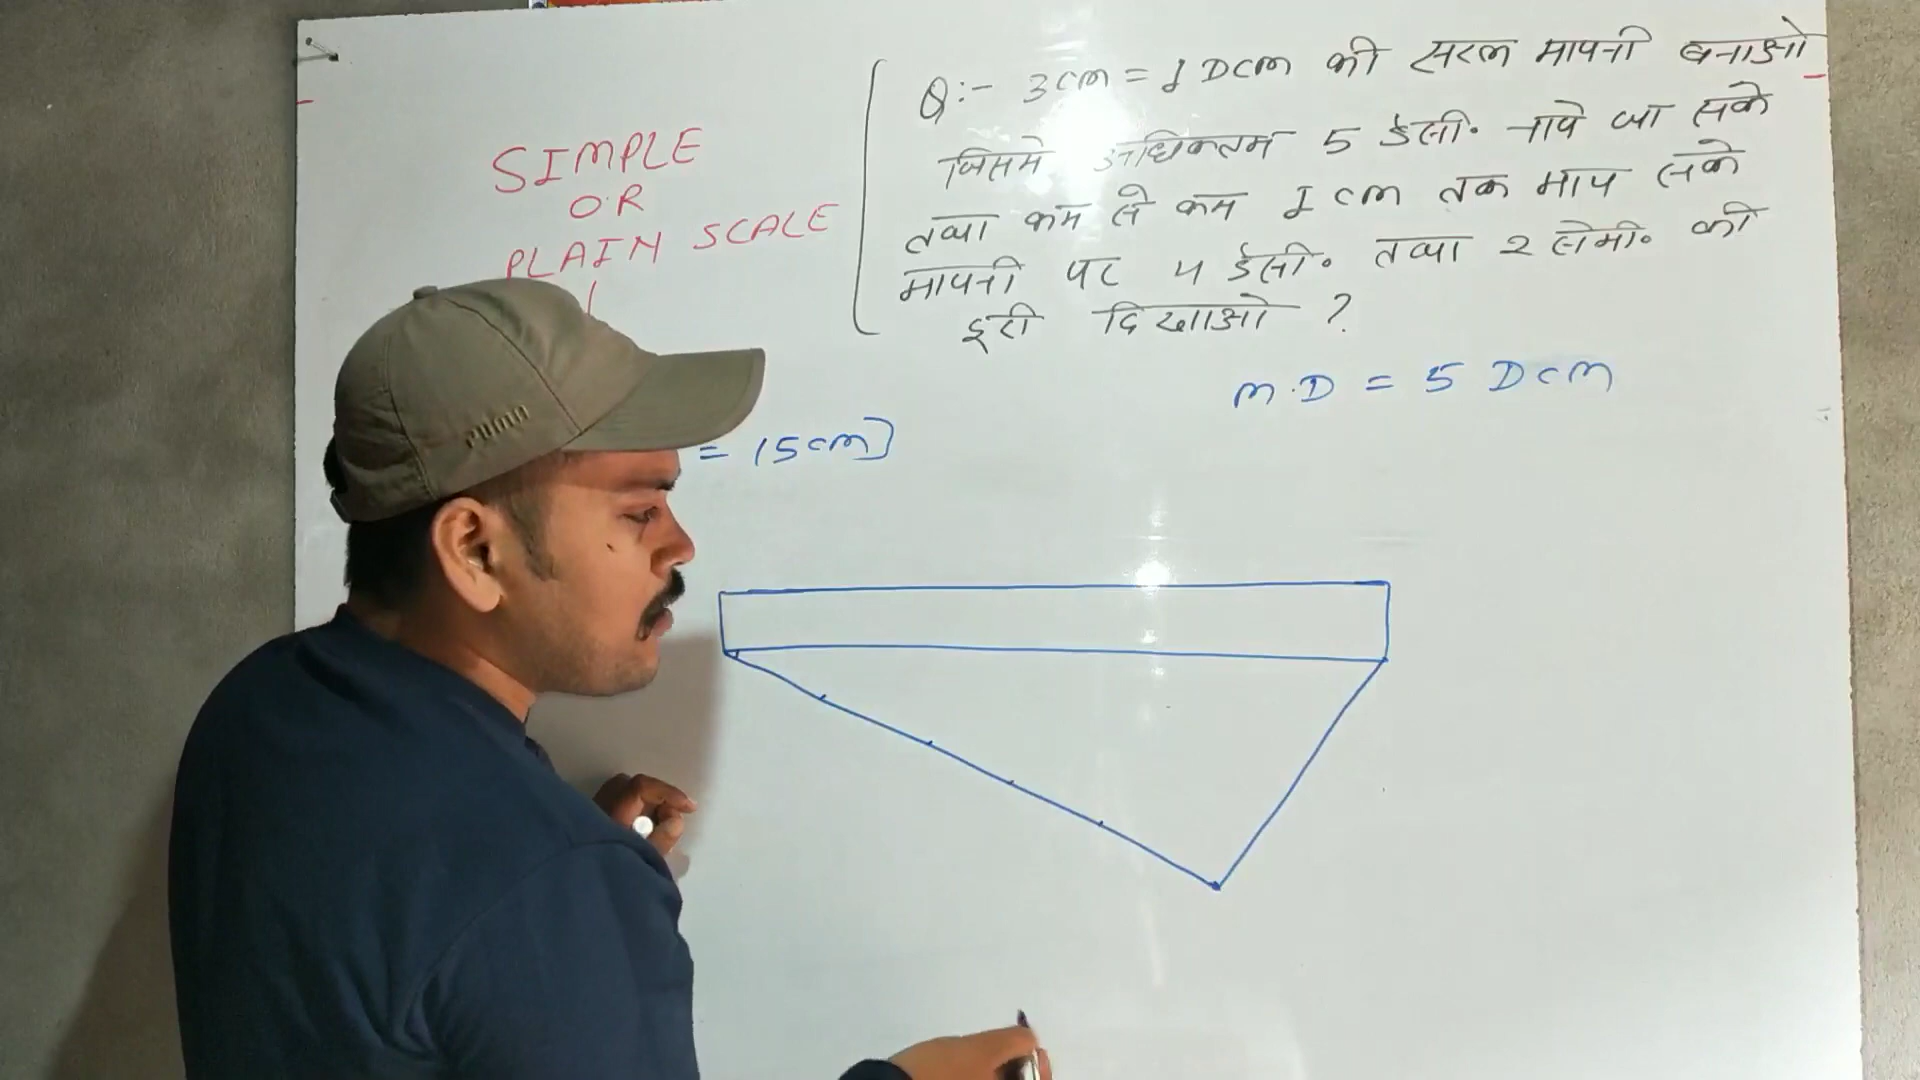 SIMPLE
OR
PLAIN SCALE
Q:- 3cm = 1 Dcm की सरल मापनी बनाओ
जिसमे अधिकतम 5 डेसी. नापे जा सके
तथा कम से कम 1 cm तक माप सके
मापनी पर 4 डेसी. तथा 2 सेमी. की
दूरी दिखाओ ?
M.D = 5 Dcm
= 15cm]
PUMA